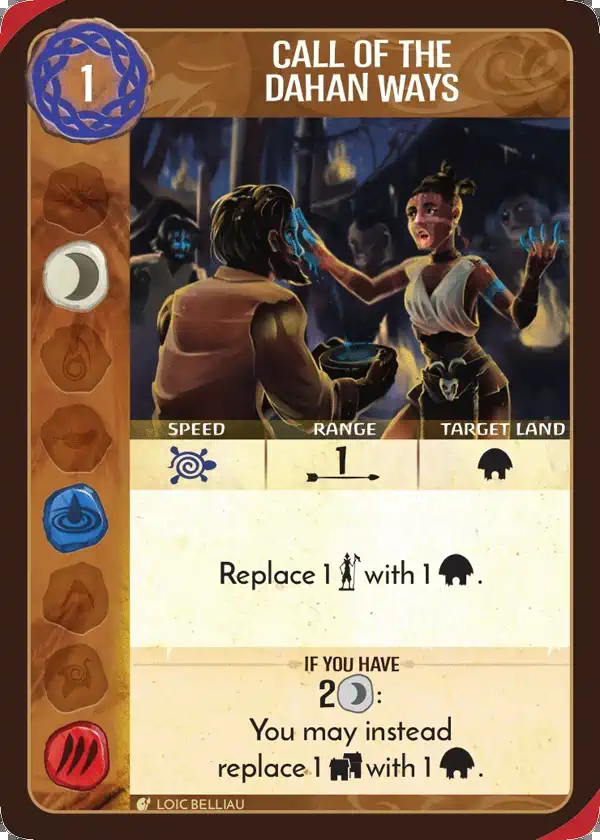 1
CALL OF THE
DAHAN WAYS
SPEED RANGE TARGET LAND
1
Replace 1 with 1 .
IF YOU HAVE
2 :
You may instead
replace 1 with 1 .
LOIC BELLIAU